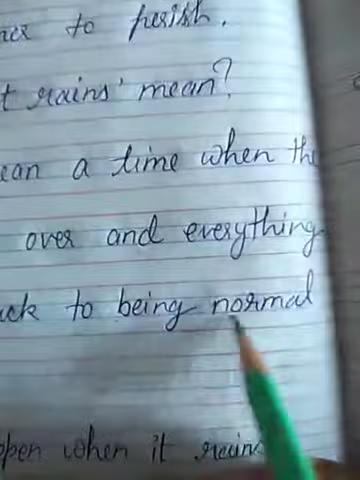 to perish.
rains' mean?
a time when the
over and everything
to being normal
when it rains